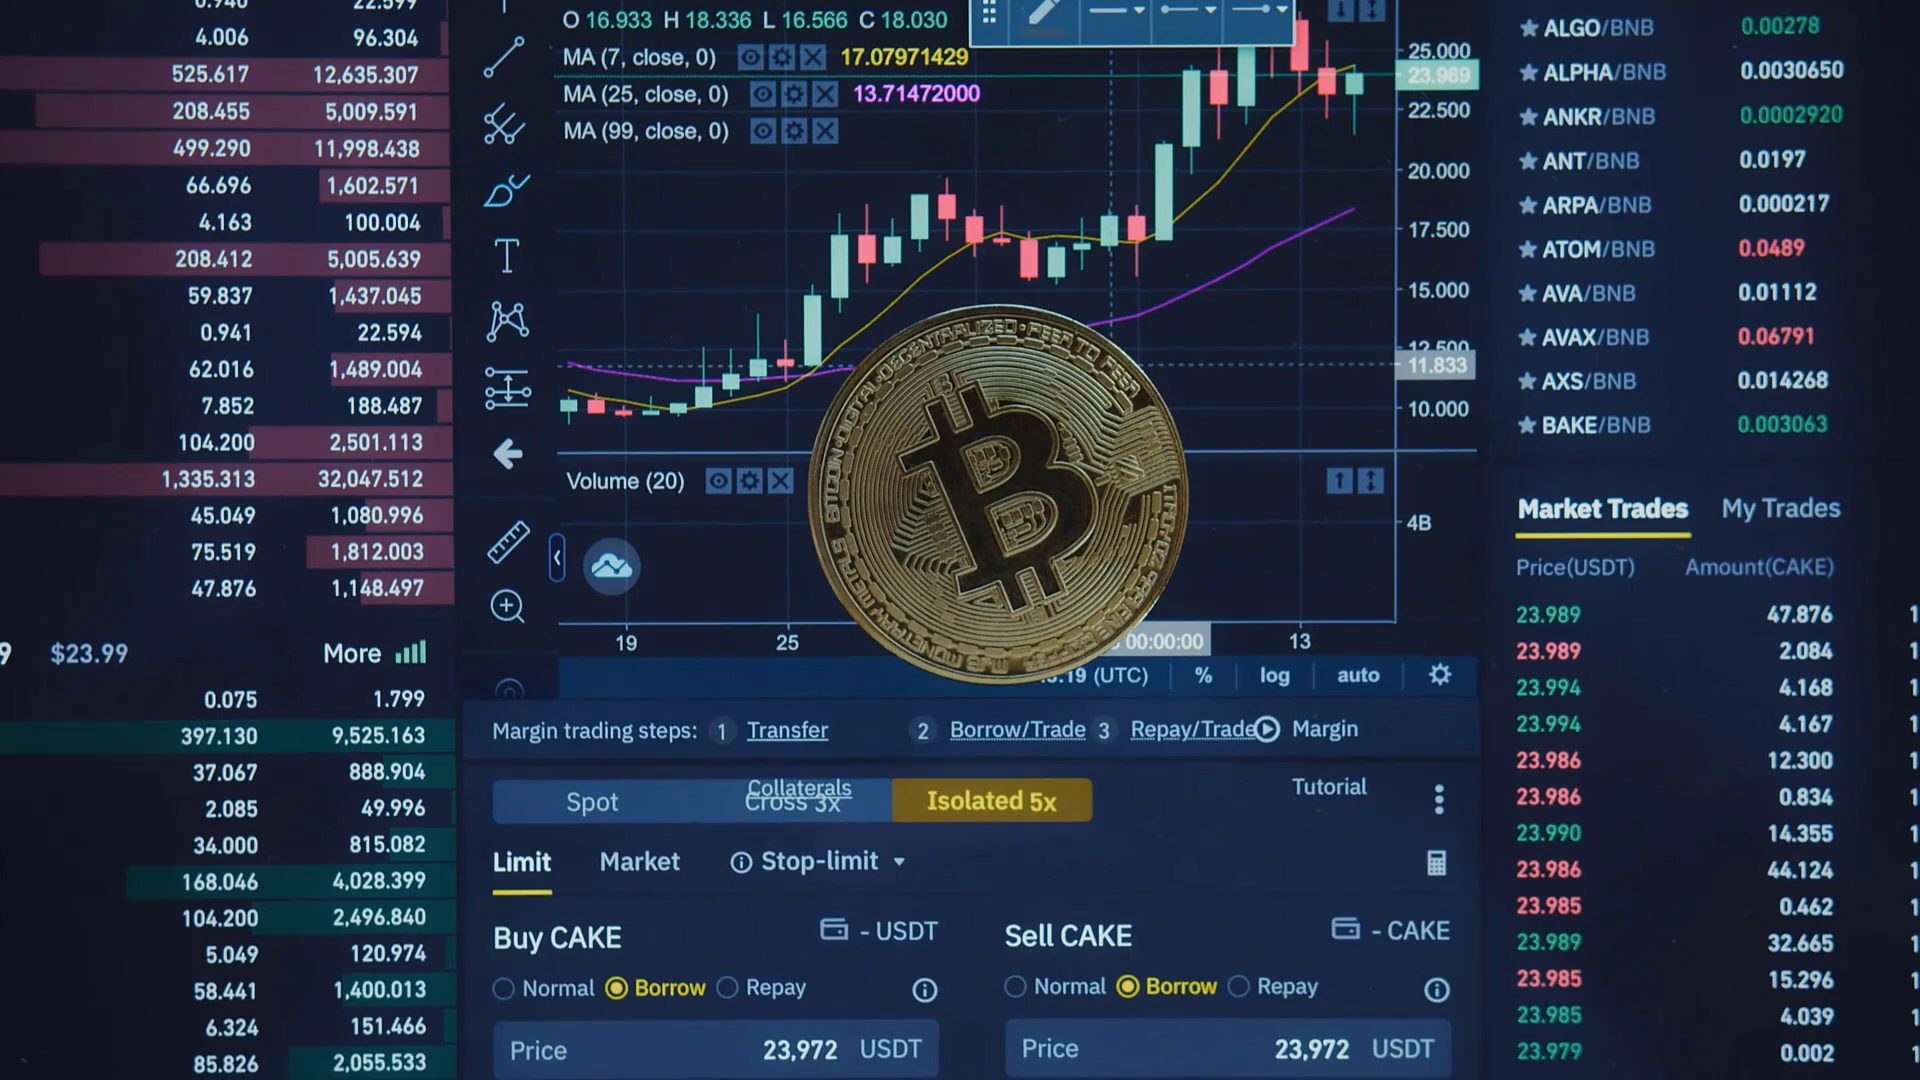 0.940 22.599
4.006 96.304
525.617 12,635.307
208.455 5,009.591
499.290 11,998.438
66.696 1,602.571
4.163 100.004
208.412 5,005.639
59.837 1,437.045
0.941 22.594
62.016 1,489.004
7.852 188.487
104.200 2,501.113
1,335.313 32,047.512
45.049 1,080.996
75.519 1,812.003
47.876 1,148.497
9 $23.99 More
0.075 1.799
397.130 9,525.163
37.067 888.904
2.085 49.996
34.000 815.082
168.046 4,028.399
104.200 2,496.840
5.049 120.974
58.441 1,400.013
6.324 151.466
85.826 2,055.533
O 16.933 H 18.336 L 16.566 C 18.030
MA (7, close, 0) 17.07971429
MA (25, close, 0) 13.71472000
MA (99, close, 0)
25.000
23.989
22.500
20.000
17.500
15.000
12.500
11.833
10.000
Volume (20)
4B
BITCOIN•DIGITAL•DECENTRALIZED•PEER TO PEER
19 25 00:00:00 13
:19 (UTC) % log auto
Margin trading steps: 1 Transfer 2 Borrow/Trade 3 Repay/Trade Margin
Collaterals Tutorial
Spot Cross 3x Isolated 5x
Limit Market Stop-limit
Buy CAKE - USDT Sell CAKE - CAKE
Normal Borrow Repay Normal Borrow Repay
Price 23,972 USDT Price 23,972 USDT
ALGO/BNB 0.00278
ALPHA/BNB 0.0030650
ANKR/BNB 0.0002920
ANT/BNB 0.0197
ARPA/BNB 0.000217
ATOM/BNB 0.0489
AVA/BNB 0.01112
AVAX/BNB 0.06791
AXS/BNB 0.014268
BAKE/BNB 0.003063
Market Trades My Trades
Price(USDT) Amount(CAKE)
23.989 47.876
23.989 2.084
23.994 4.168
23.994 4.167
23.986 12.300
23.986 0.834
23.990 14.355
23.986 44.124
23.985 0.462
23.989 32.665
23.985 15.296
23.985 4.039
23.979 0.002